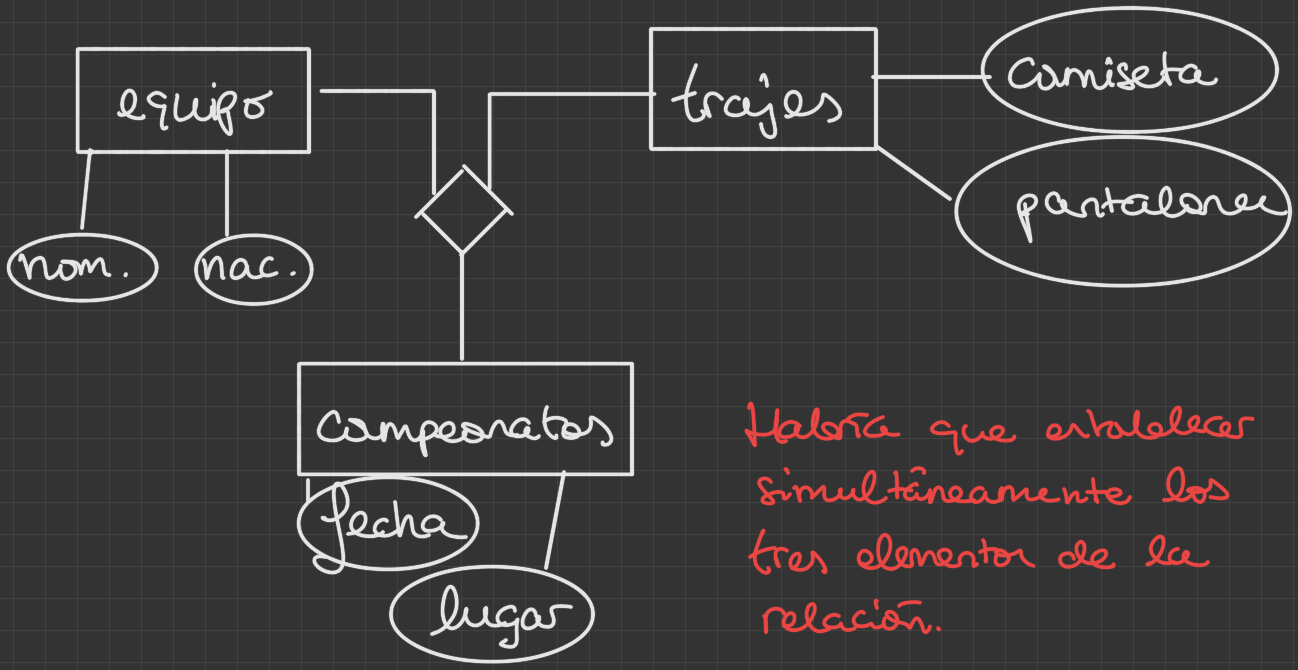 equipo
trajes
camiseta
pantalones
nom.
nac.
campeonatos
fecha
lugar
Habría que establecer
simultáneamente los
tres elementos de la
relación.